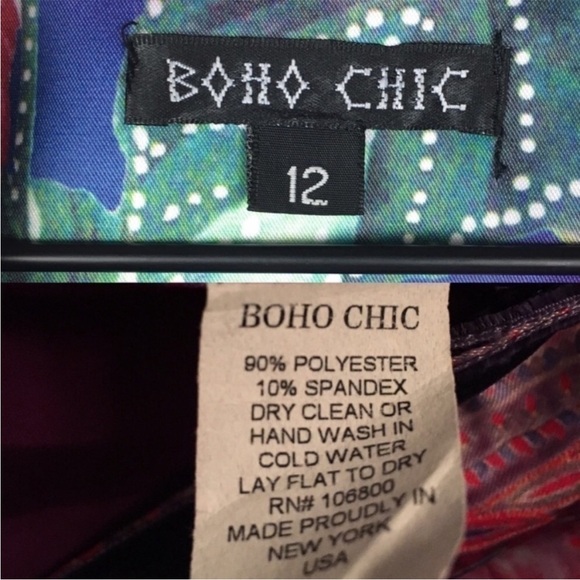 BOHO CHIC
12
BOHO CHIC
90% POLYESTER
10% SPANDEX
DRY CLEAN OR
HAND WASH IN
COLD WATER
LAY FLAT TO DRY
RN# 106800
MADE PROUDLY IN
NEW YORK
USA